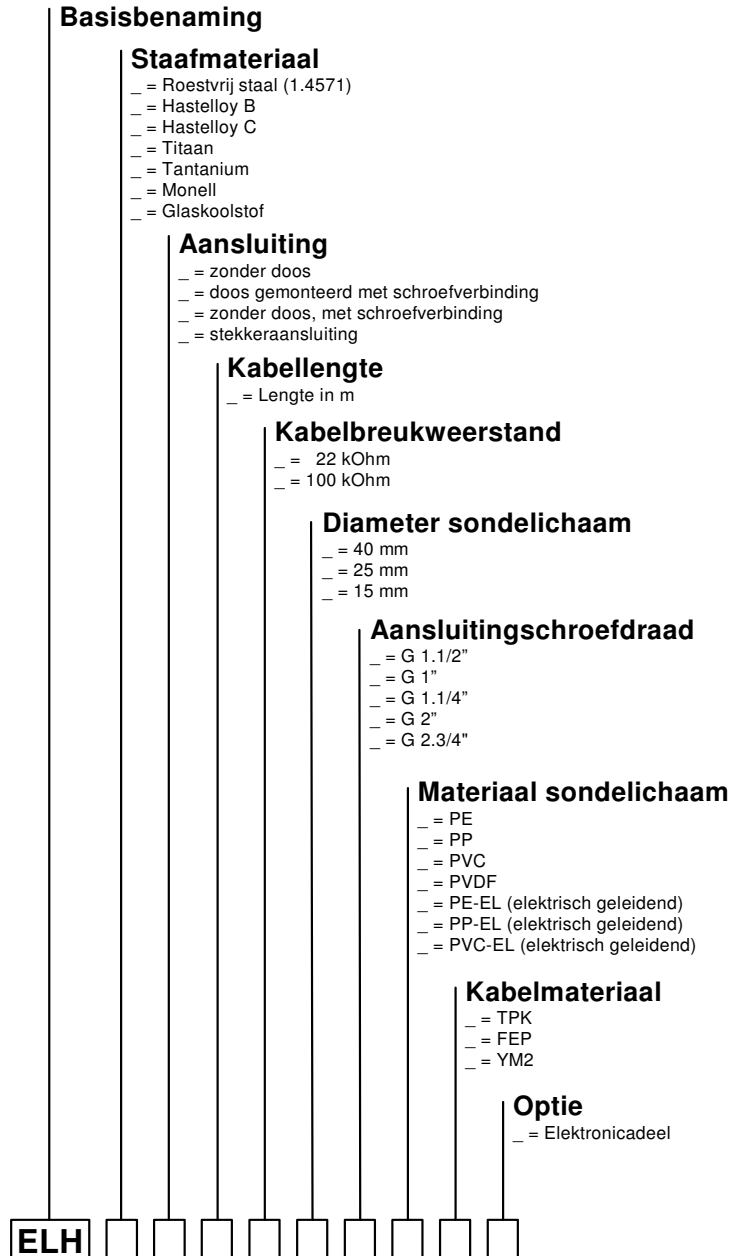 Basisbenaming
Staafmateriaal
_ = Roestvrij staal (1.4571)
_ = Hastelloy B
_ = Hastelloy C
_ = Titaan
_ = Tantanium
_ = Monell
_ = Glaskoolstof
Aansluiting
_ = zonder doos
_ = doos gemonteerd met schroefverbinding
_ = zonder doos, met schroefverbinding
_ = stekkeraansluiting
Kabellengte
_ = Lengte in m
Kabelbreukweerstand
_ = 22 kOhm
_ = 100 kOhm
Diameter sondelichaam
_ = 40 mm
_ = 25 mm
_ = 15 mm
Aansluitingschroefdraad
_ = G 1.1/2”
_ = G 1”
_ = G 1.1/4”
_ = G 2”
_ = G 2.3/4"
Materiaal sondelichaam
_ = PE
_ = PP
_ = PVC
_ = PVDF
_ = PE-EL (elektrisch geleidend)
_ = PP-EL (elektrisch geleidend)
_ = PVC-EL (elektrisch geleidend)
Kabelmateriaal
_ = TPK
_ = FEP
_ = YM2
Optie
_ = Elektronicadeel
ELH